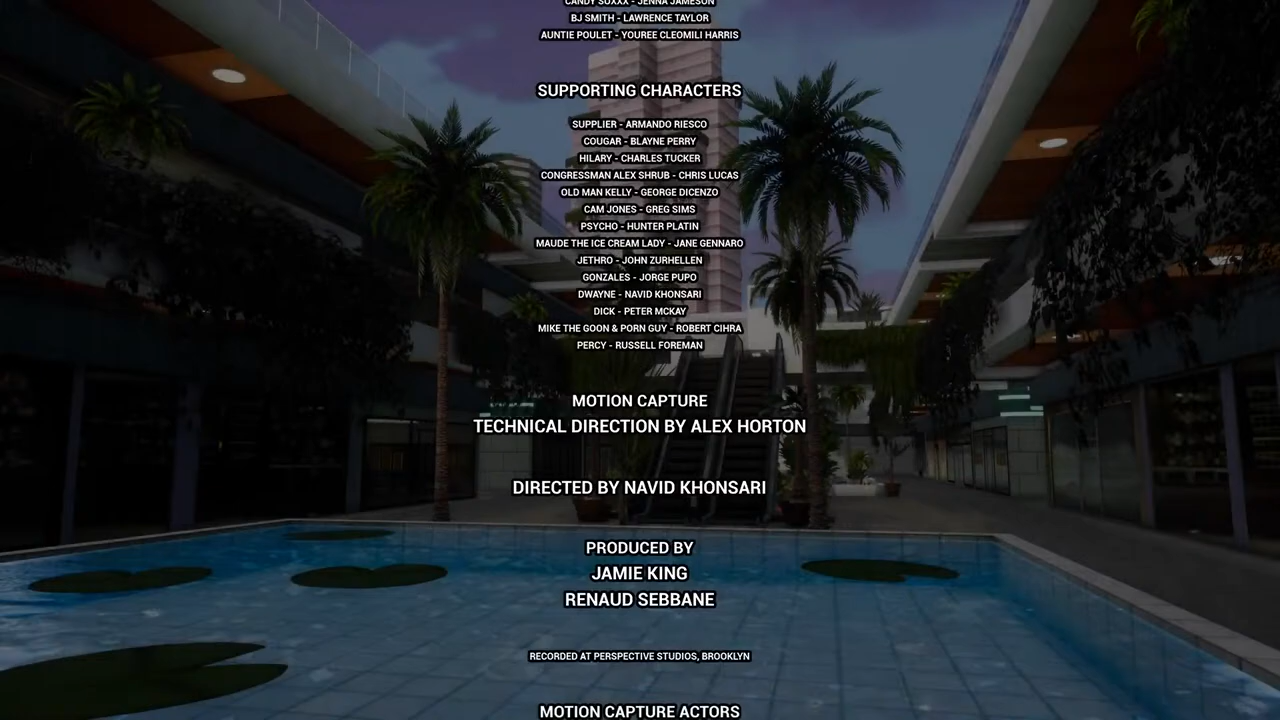 CANDY SUXXX - JENNA JAMESON
BJ SMITH - LAWRENCE TAYLOR
AUNTIE POULET - YOUREE CLEOMILI HARRIS
SUPPORTING CHARACTERS
SUPPLIER - ARMANDO RIESCO
COUGAR - BLAYNE PERRY
HILARY - CHARLES TUCKER
CONGRESSMAN ALEX SHRUB - CHRIS LUCAS
OLD MAN KELLY - GEORGE DICENZO
CAM JONES - GREG SIMS
PSYCHO - HUNTER PLATIN
MAUDE THE ICE CREAM LADY - JANE GENNARO
JETHRO - JOHN ZURHELLEN
GONZALES - JORGE PUPO
DWAYNE - NAVID KHONSARI
DICK - PETER MCKAY
MIKE THE GOON & PORN GUY - ROBERT CIHRA
PERCY - RUSSELL FOREMAN
MOTION CAPTURE
TECHNICAL DIRECTION BY ALEX HORTON
DIRECTED BY NAVID KHONSARI
PRODUCED BY
JAMIE KING
RENAUD SEBBANE
RECORDED AT PERSPECTIVE STUDIOS, BROOKLYN
MOTION CAPTURE ACTORS